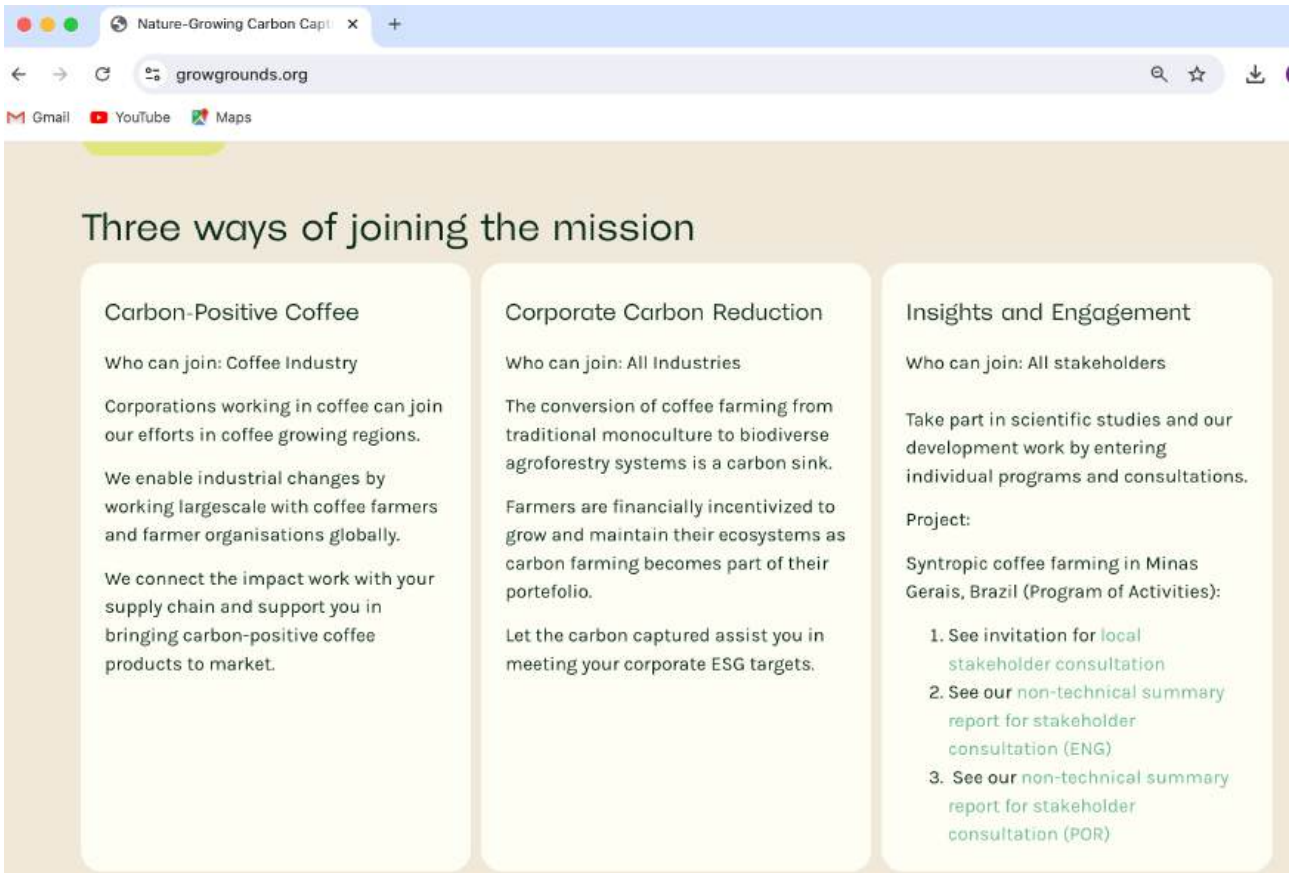 Nature-Growing Carbon Capt
growgrounds.org
Gmail YouTube Maps
Three ways of joining the mission
Carbon-Positive Coffee
Who can join: Coffee Industry
Corporations working in coffee can join
our efforts in coffee growing regions.
We enable industrial changes by
working largescale with coffee farmers
and farmer organisations globally.
We connect the impact work with your
supply chain and support you in
bringing carbon-positive coffee
products to market.
Corporate Carbon Reduction
Who can join: All Industries
The conversion of coffee farming from
traditional monoculture to biodiverse
agroforestry systems is a carbon sink.
Farmers are financially incentivized to
grow and maintain their ecosystems as
carbon farming becomes part of their
portefolio.
Let the carbon captured assist you in
meeting your corporate ESG targets.
Insights and Engagement
Who can join: All stakeholders
Take part in scientific studies and our
development work by entering
individual programs and consultations.
Project:
Syntropic coffee farming in Minas
Gerais, Brazil (Program of Activities):
1. See invitation for local
stakeholder consultation
2. See our non-technical summary
report for stakeholder
consultation (ENG)
3. See our non-technical summary
report for stakeholder
consultation (POR)